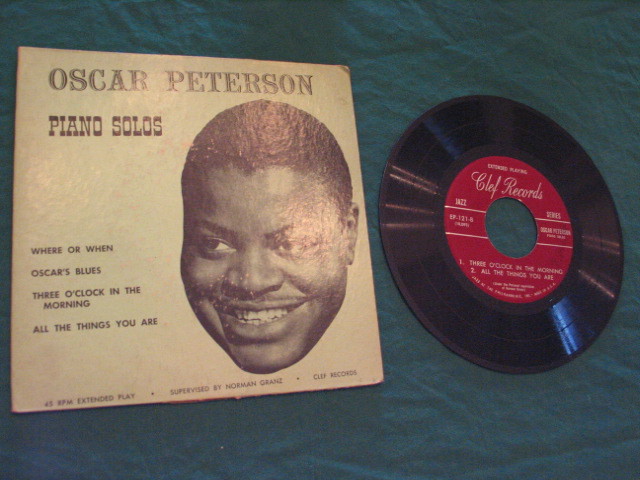 OSCAR PETERSON
PIANO SOLOS
WHERE OR WHEN
OSCAR'S BLUES
THREE O'CLOCK IN THE
MORNING
ALL THE THINGS YOU ARE
45 RPM EXTENDED PLAY • SUPERVISED BY NORMAN GRANZ • CLEF RECORDS
EXTENDED PLAYING
Clef Records
JAZZ
SERIES
EP-121-B
OSCAR PETERSON
1. THREE O'CLOCK IN THE MORNING
2. ALL THE THINGS YOU ARE